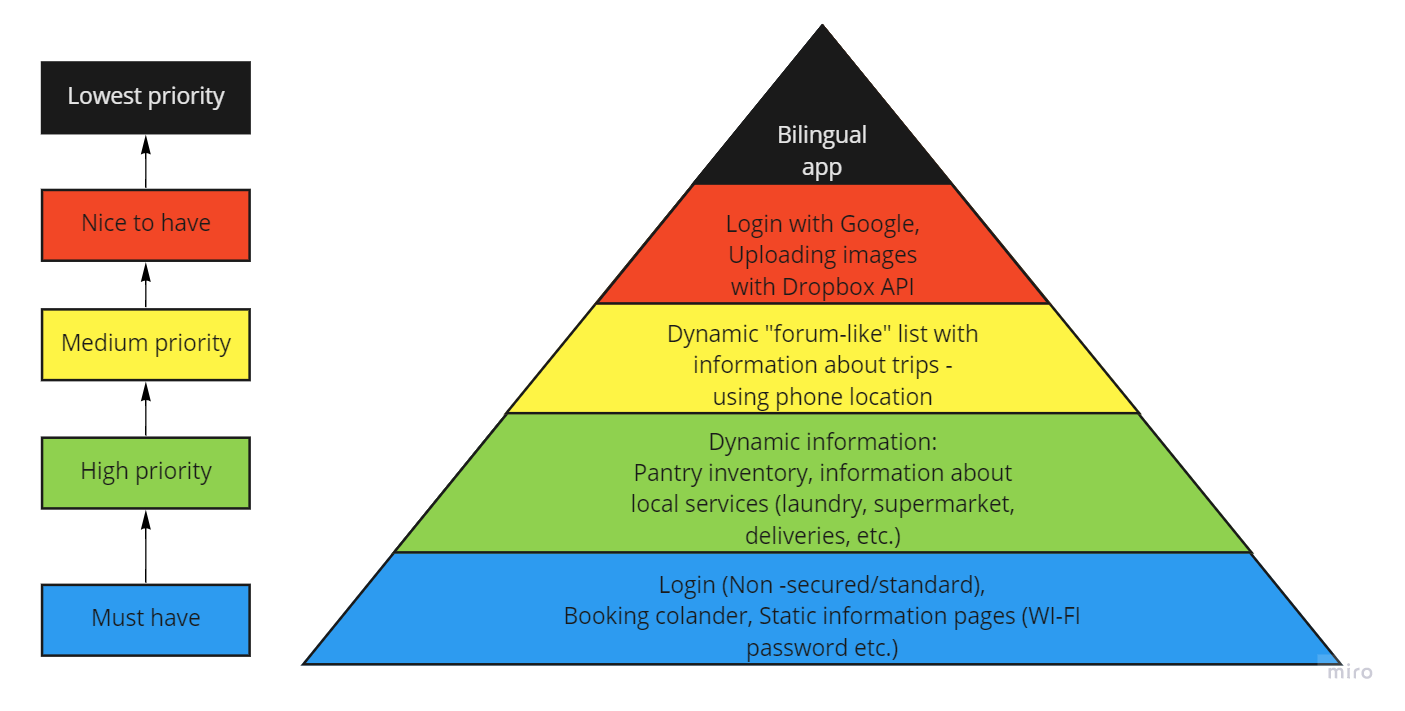 Lowest priority
Nice to have
Medium priority
High priority
Must have
Bilingual
app
Login with Google,
Uploading images
with Dropbox API
Dynamic "forum-like" list with
information about trips -
using phone location
Dynamic information:
Pantry inventory, information about
local services (laundry, supermarket,
deliveries, etc.)
Login (Non -secured/standard),
Booking colander, Static information pages (WI-FI
password etc.)
miro